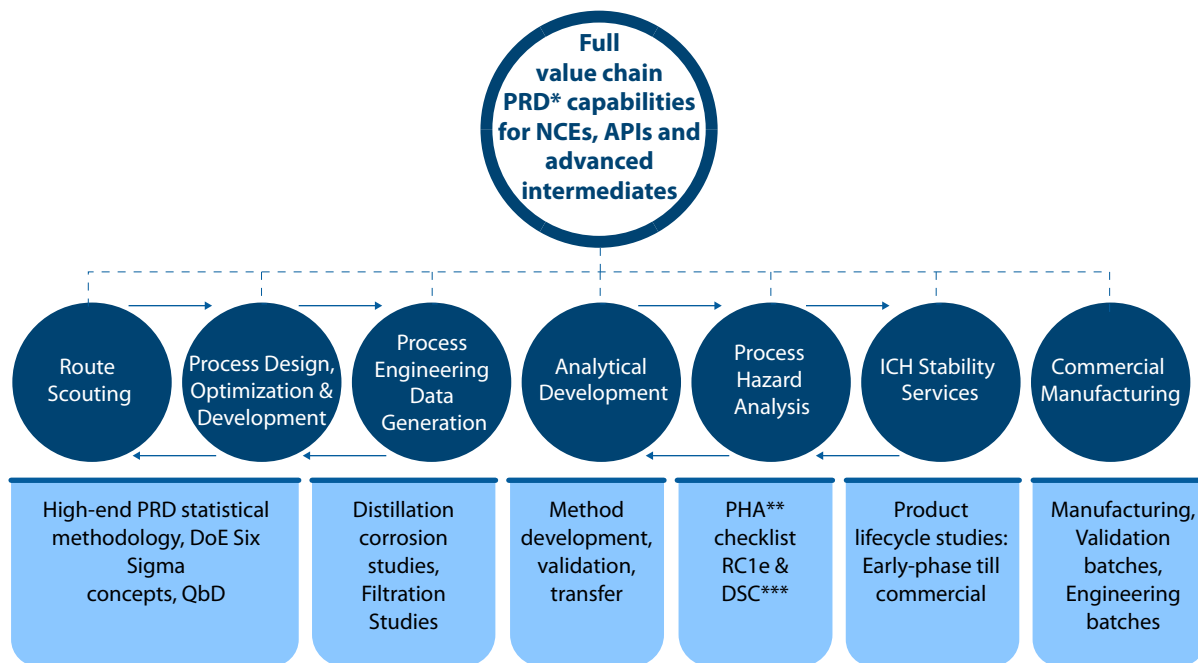 Full
value chain
PRD* capabilities
for NCEs, APIs and
advanced
intermediates
Route
Scouting
Process Design,
Optimization &
Development
Process
Engineering
Data
Generation
Analytical
Development
Process
Hazard
Analysis
ICH Stability
Services
Commercial
Manufacturing
High-end PRD statistical
methodology, DoE Six
Sigma
concepts, QbD
Distillation
corrosion
studies,
Filtration
Studies
Method
development,
validation,
transfer
PHA**
checklist
RC1e &
DSC***
Product
lifecycle studies:
Early-phase till
commercial
Manufacturing,
Validation
batches,
Engineering
batches